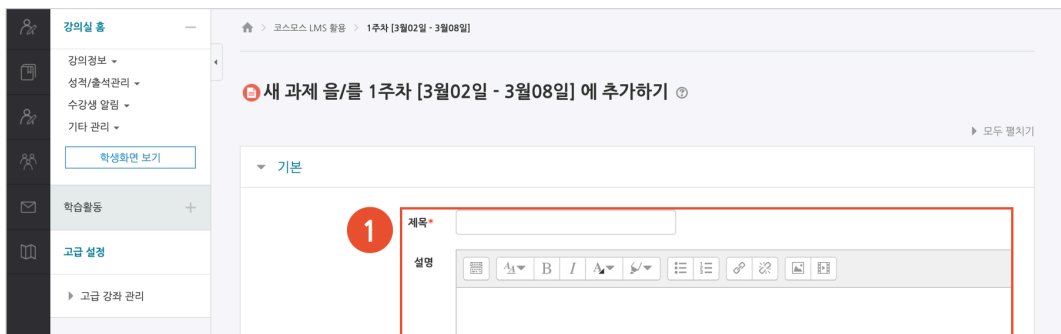 강의실 홈
코스모스 LMS 활용 > 1주차 [3월02일 - 3월08일]
강의정보
성적/출석관리
수강생 알림
기타 관리
학생화면 보기
학습활동
고급 설정
고급 강좌 관리
새 과제 을/를 1주차 [3월02일 - 3월08일] 에 추가하기
모두 펼치기
기본
1
제목*
설명
B I